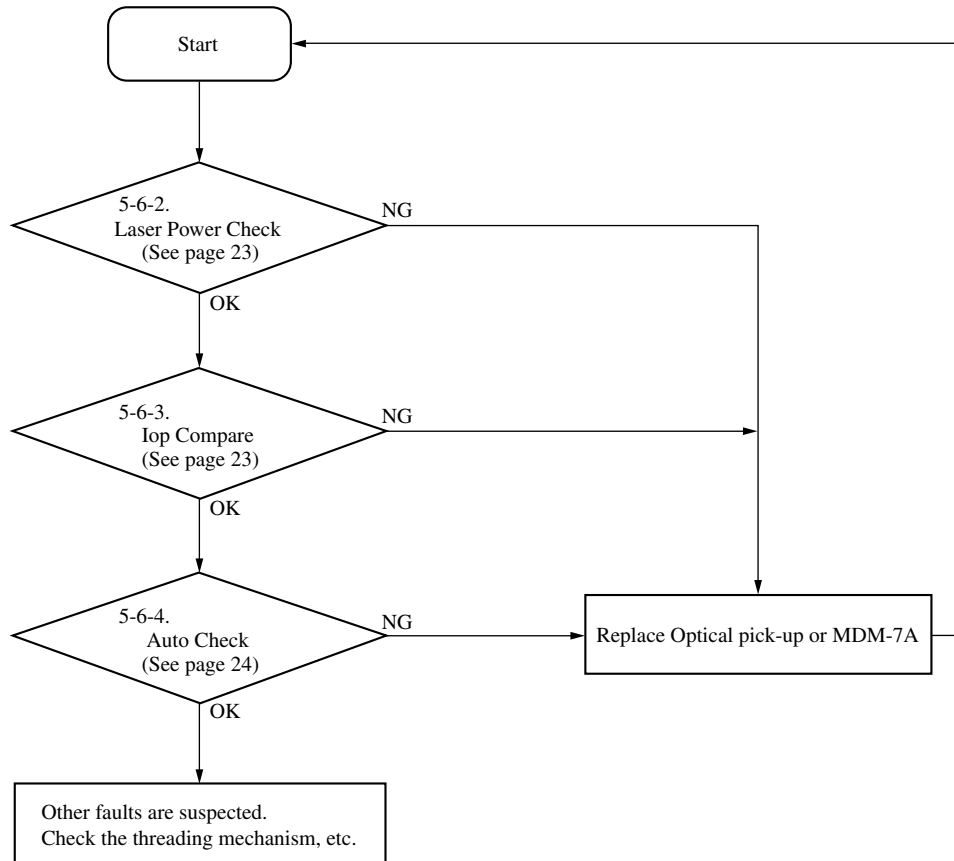 Start
5-6-2.
Laser Power Check
(See page 23)
NG
OK
5-6-3.
Iop Compare
(See page 23)
NG
OK
5-6-4.
Auto Check
(See page 24)
NG
Replace Optical pick-up or MDM-7A
OK
Other faults are suspected.
Check the threading mechanism, etc.